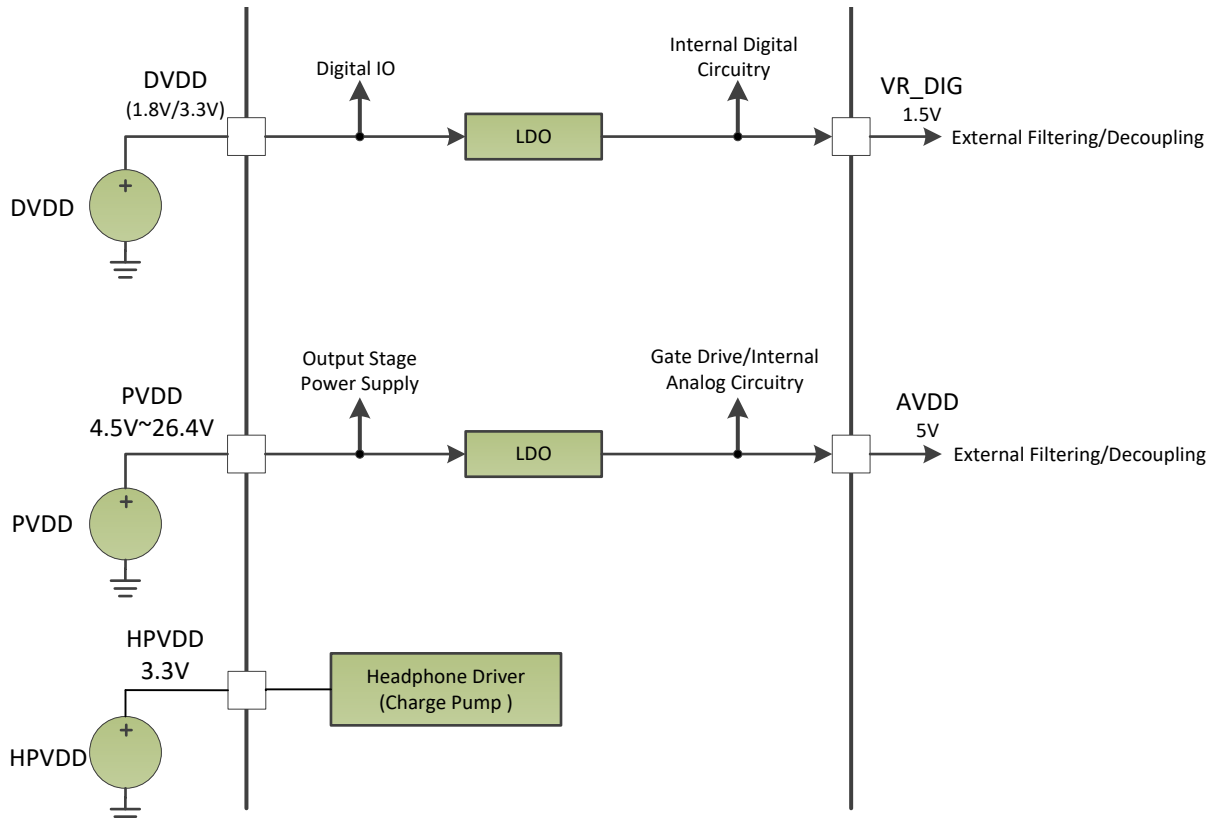 DVDD
(1.8V/3.3V)
Digital IO
Internal Digital
Circuitry
VR_DIG
1.5V
LDO
External Filtering/Decoupling
+
DVDD
PVDD
4.5V~26.4V
Output Stage
Power Supply
Gate Drive/Internal
Analog Circuitry
AVDD
5V
LDO
External Filtering/Decoupling
+
PVDD
HPVDD
3.3V
Headphone Driver
(Charge Pump )
+
HPVDD